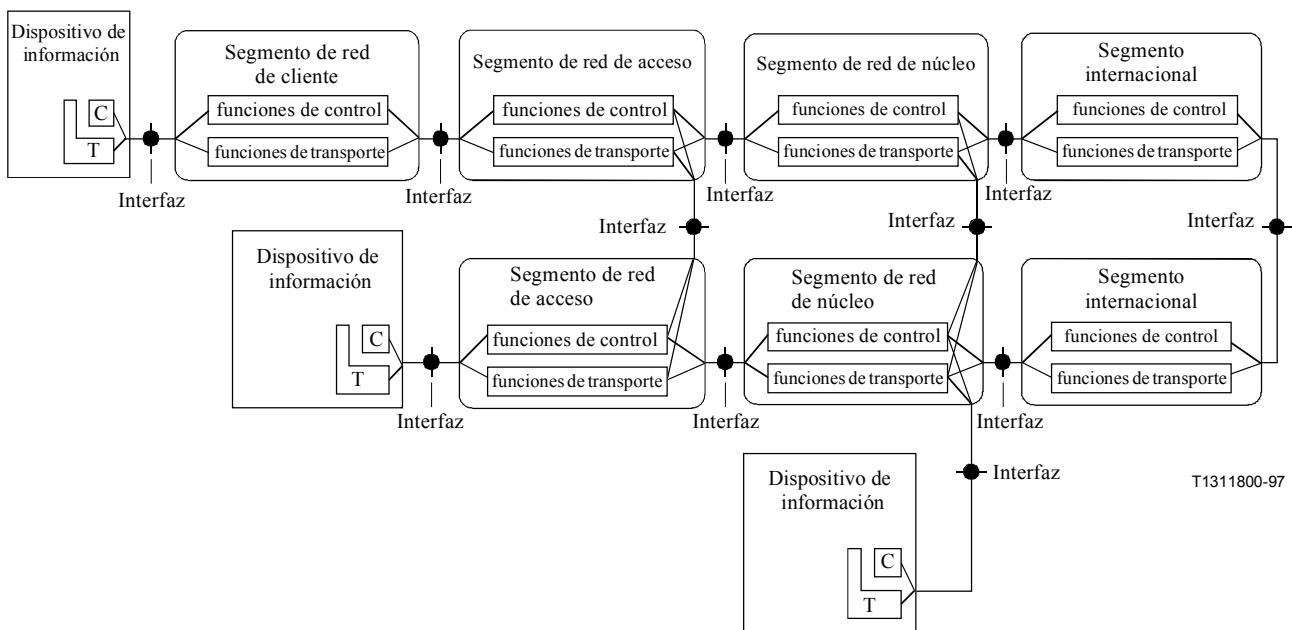 Dispositivo de
información
C
T
Interfaz
Segmento de red
de cliente
funciones de control
funciones de transporte
Interfaz
Segmento de red de acceso
funciones de control
funciones de transporte
Interfaz
Segmento de red de núcleo
funciones de control
funciones de transporte
Interfaz
Segmento
internacional
funciones de control
funciones de transporte
Interfaz
Interfaz
Interfaz
Dispositivo de
información
C
T
Interfaz
Segmento de red
de acceso
funciones de control
funciones de transporte
Interfaz
Segmento de red
de núcleo
funciones de control
funciones de transporte
Interfaz
Segmento
internacional
funciones de control
funciones de transporte
Interfaz
Dispositivo de
información
C
T
T1311800-97